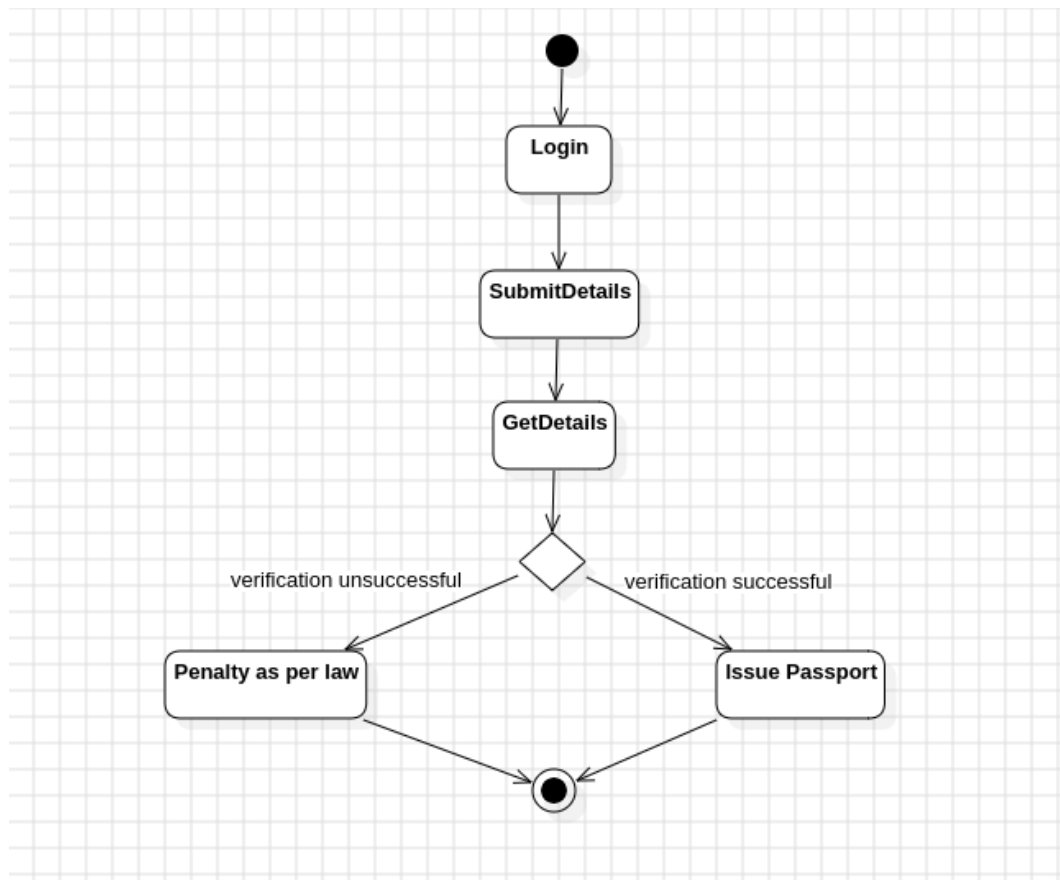 Login
SubmitDetails
GetDetails
verification unsuccessful
verification successful
Penalty as per law
Issue Passport